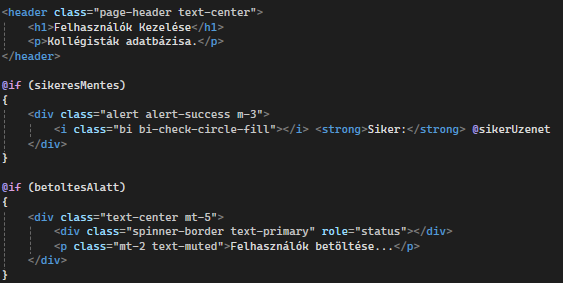 <header class="page-header text-center">
    <h1>Felhasználók Kezelése</h1>
    <p>Kollégisták adatbázisa.</p>
</header>

@if (sikeresMentes)
{
    <div class="alert alert-success m-3">
        <i class="bi bi-check-circle-fill"></i> <strong>Siker:</strong> @sikerUzenet
    </div>
}

@if (betoltesAlatt)
{
    <div class="text-center mt-5">
        <div class="spinner-border text-primary" role="status"></div>
        <p class="mt-2 text-muted">Felhasználók betöltése...</p>
    </div>
}